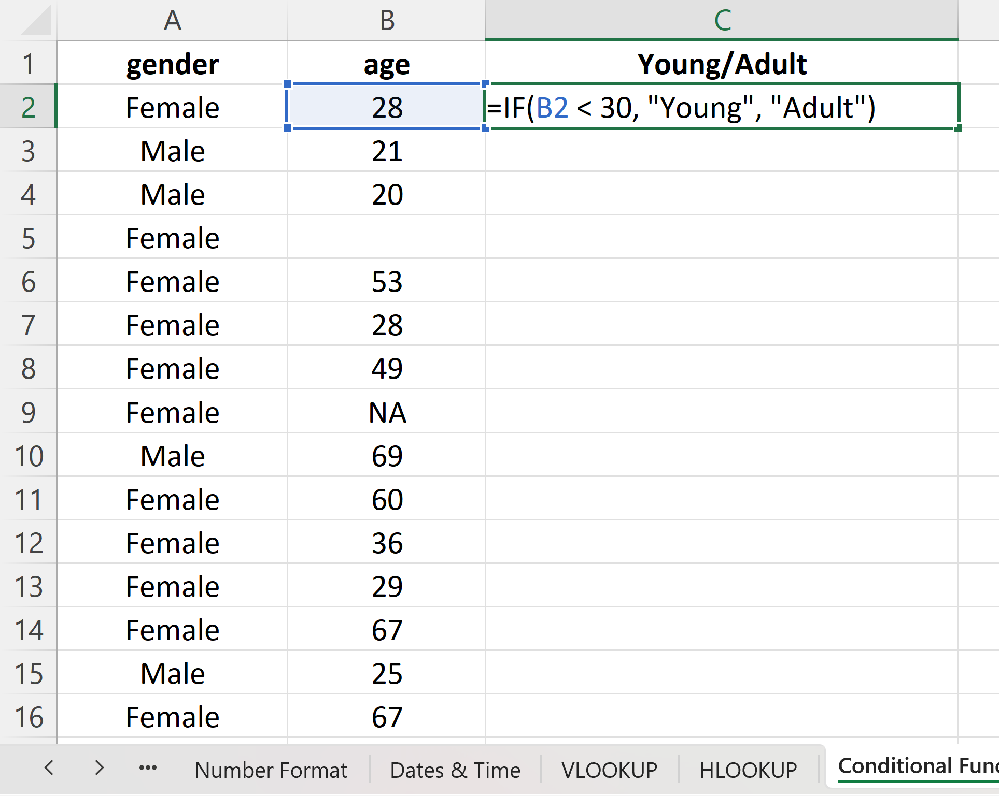 A B C
1 gender age Young/Adult
2 Female 28 =IF(B2 < 30, "Young", "Adult")
3 Male 21
4 Male 20
5 Female
6 Female 53
7 Female 28
8 Female 49
9 Female NA
10 Male 69
11 Female 60
12 Female 36
13 Female 29
14 Female 67
15 Male 25
16 Female 67
Number Format Dates & Time VLOOKUP HLOOKUP Conditional Func